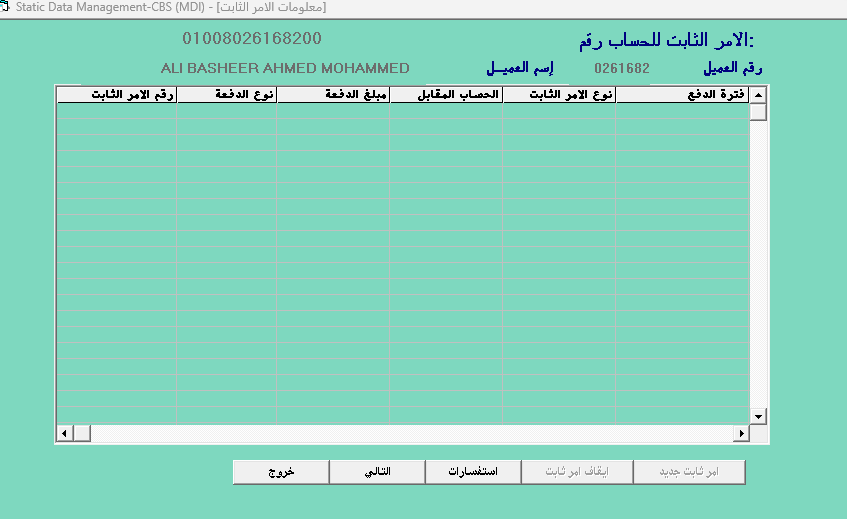 Static Data Management-CBS (MDI) - [معلومات الامر الثابت]
الامر الثابت للحساب رقم: 01008026168200
رقم العميل 0261682 إسم العميـــل ALI BASHEER AHMED MOHAMMED
فترة الدفع نوع الامر الثابت الحساب المقابل مبلغ الدفعة نوع الدفعة رقم الامر الثابت
امر ثابت جديد ايقاف امر ثابت استفسارات التالي خروج